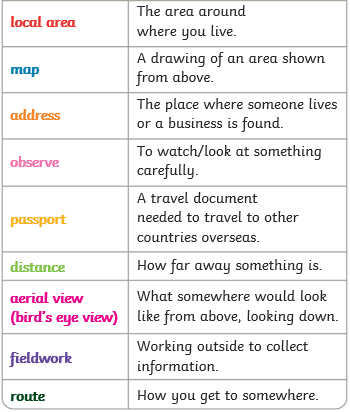 local area
The area around
where you live.
map
A drawing of an area shown
from above.
address
The place where someone lives
or a business is found.
observe
To watch/look at something
carefully.
passport
A travel document
needed to travel to other
countries overseas.
distance
How far away something is.
aerial view
(bird's eye view)
What somewhere would look
like from above, looking down.
fieldwork
Working outside to collect
information.
route
How you get to somewhere.